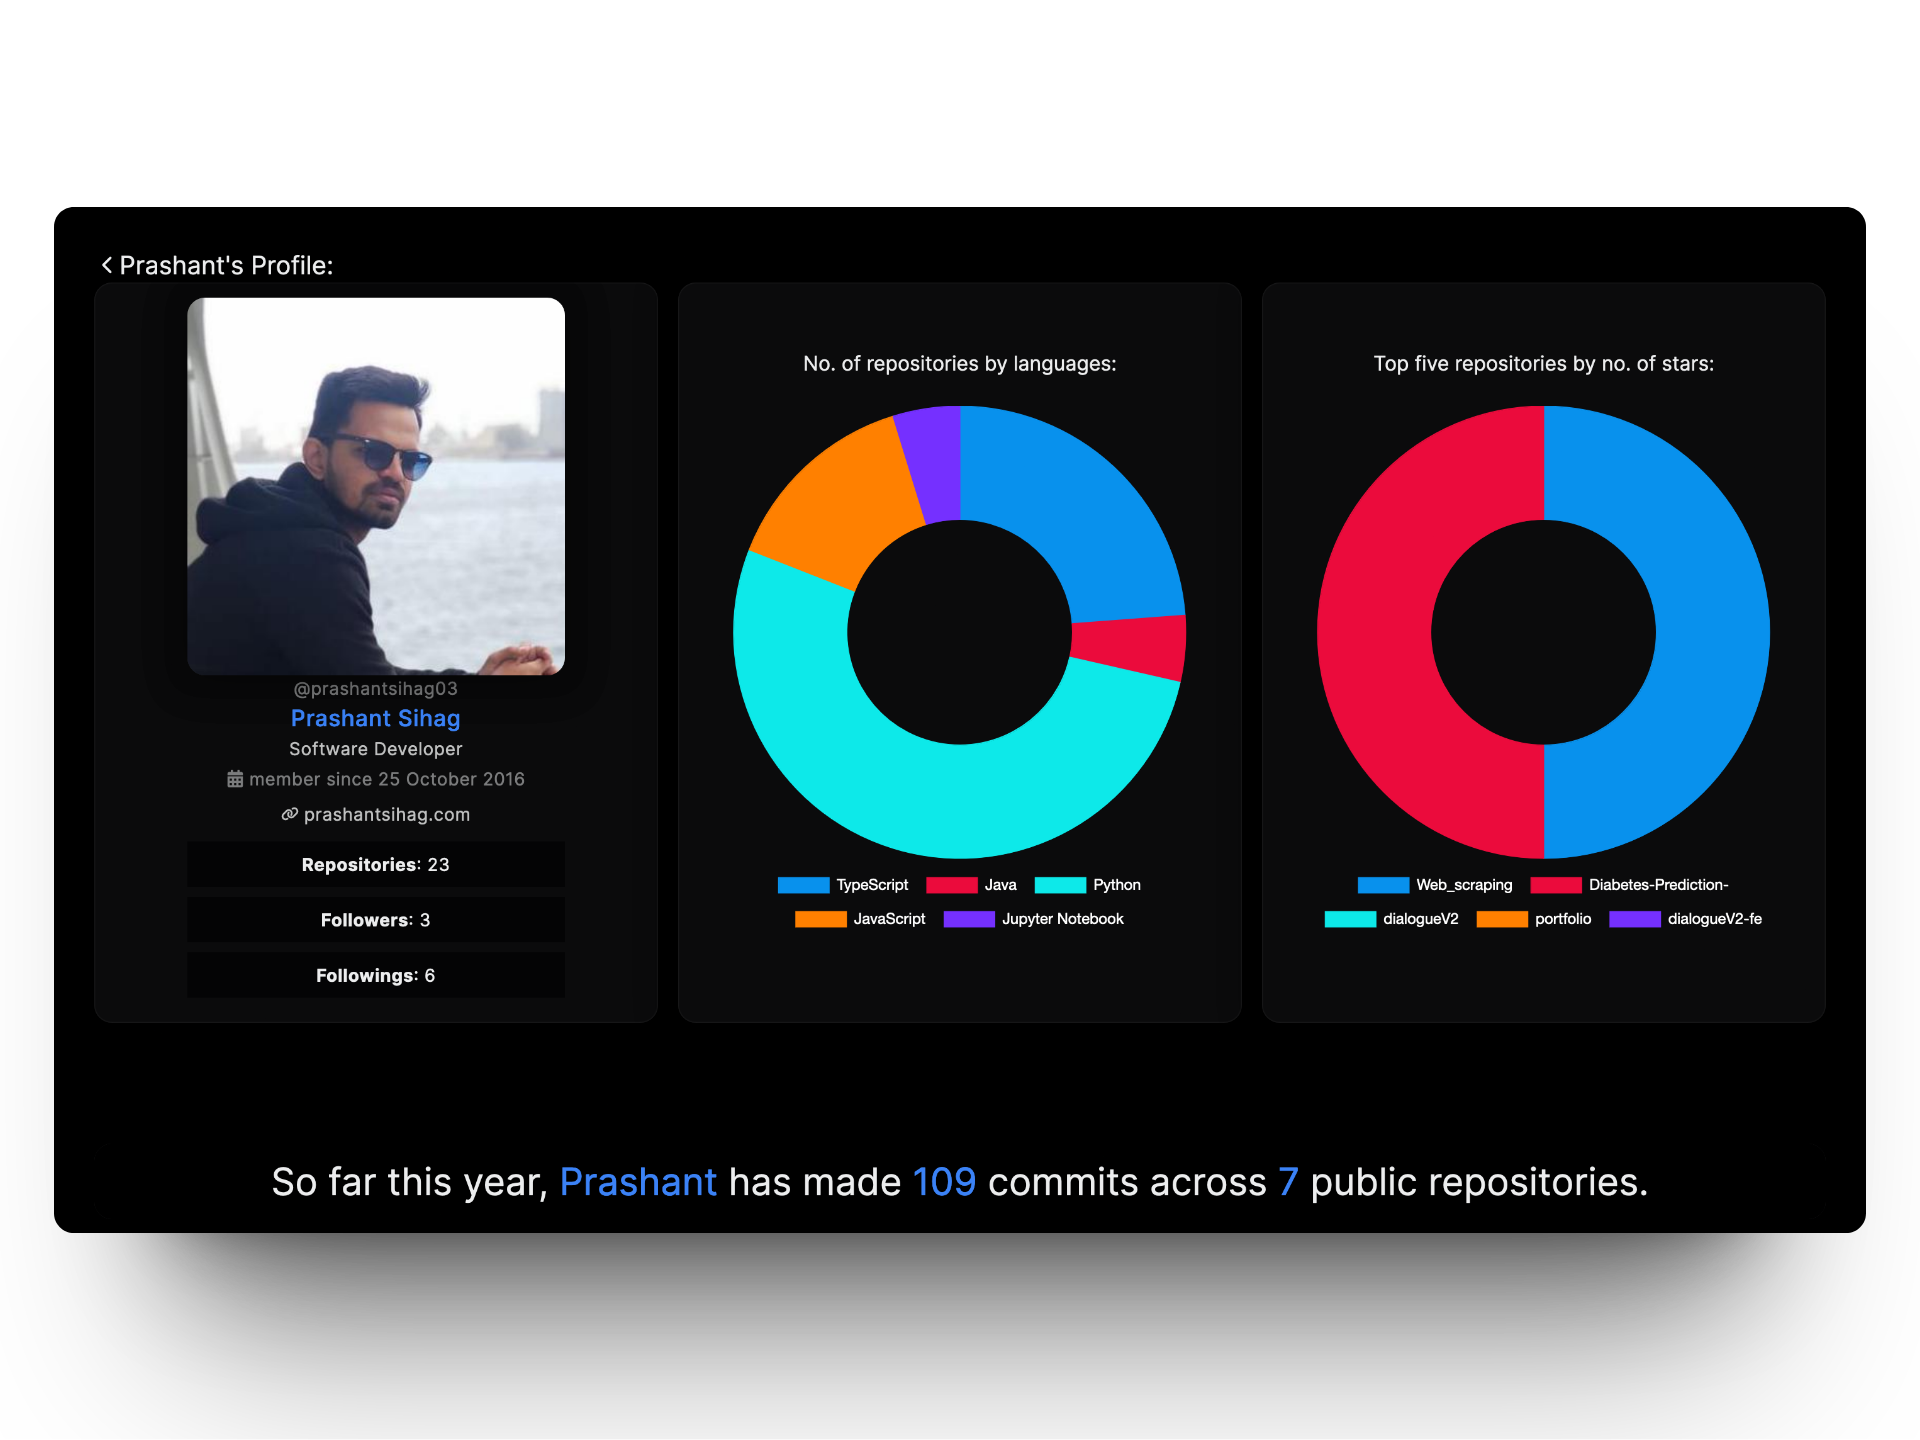 Prashant's Profile:
@prashantsihag03
Prashant Sihag
Software Developer
member since 25 October 2016
prashantsihag.com
Repositories: 23
Followers: 3
Followings: 6
No. of repositories by languages:
TypeScript Java Python
JavaScript Jupyter Notebook
Top five repositories by no. of stars:
Web_scraping Diabetes-Prediction-
dialogueV2 portfolio dialogueV2-fe
So far this year, Prashant has made 109 commits across 7 public repositories.